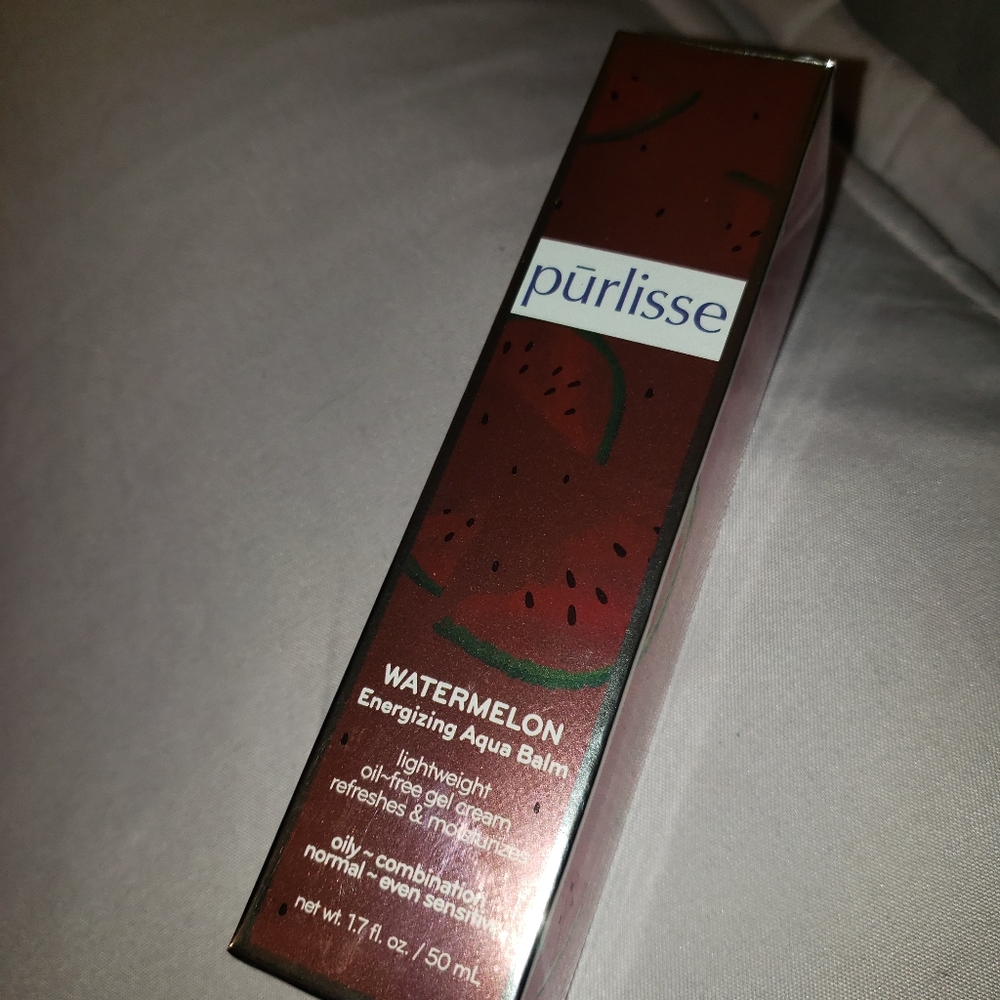 pūrlisse
WATERMELON
Energizing Aqua Balm
lightweight
oil~free gel cream
refreshes & moisturizes
oily ~ combination
normal ~ even sensitive
net wt. 1.7 fl. oz. / 50 mL